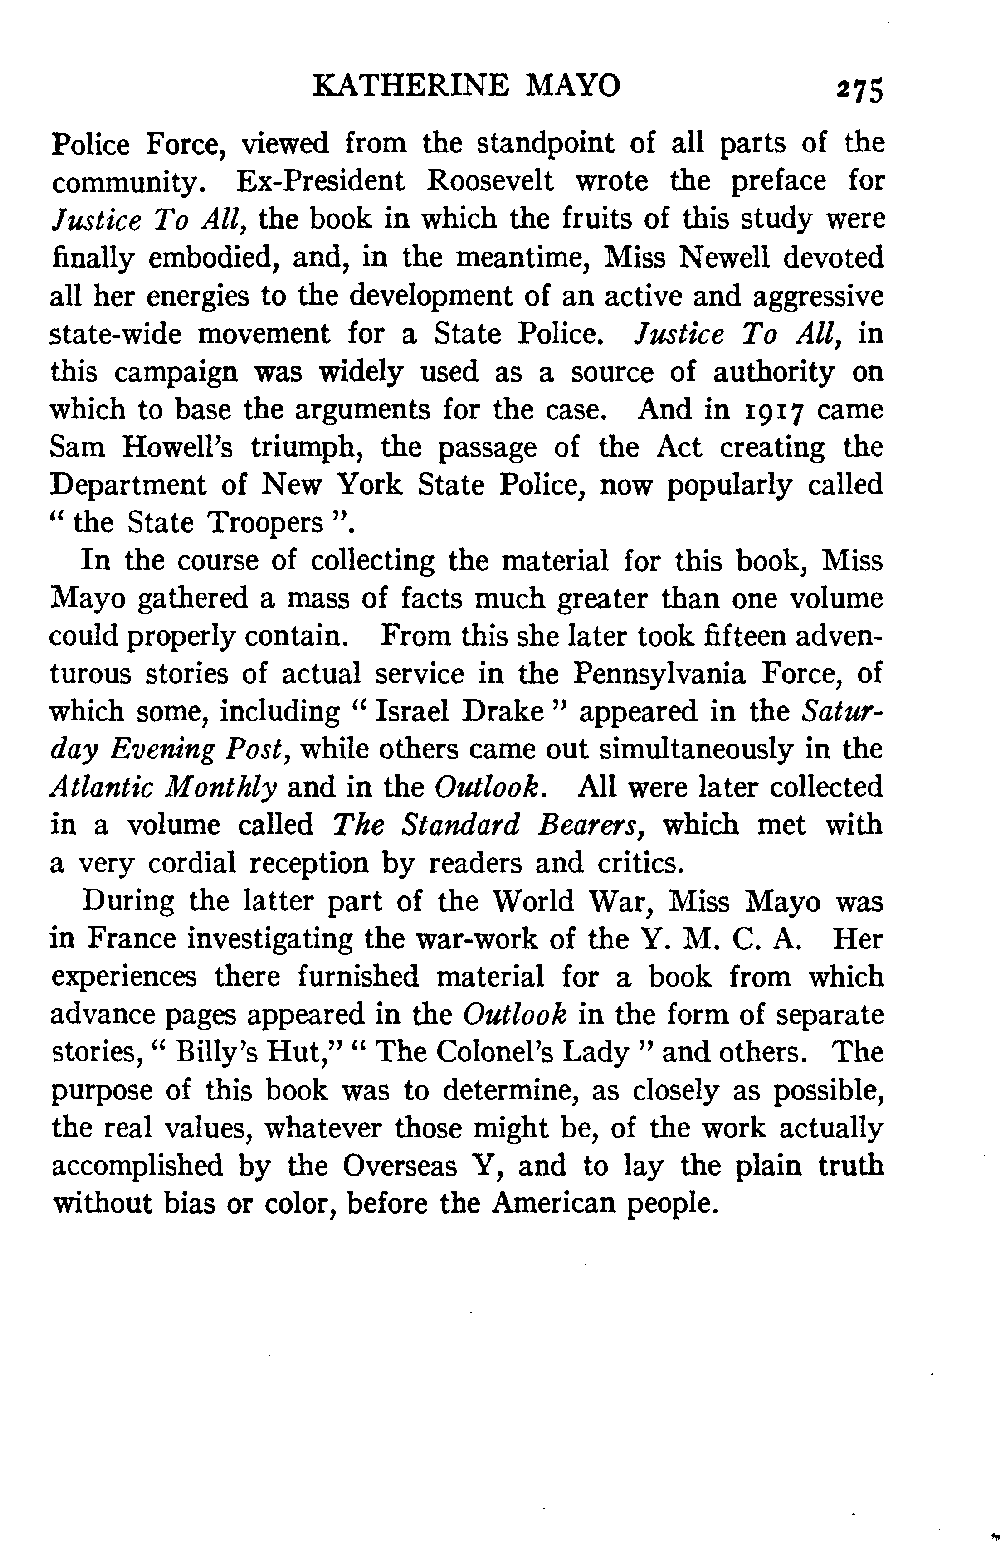 KATHERINE MAYO 275
Police Force, viewed from the standpoint of all parts of the
community. Ex-President Roosevelt wrote the preface for
Justice To All, the book in which the fruits of this study were
finally embodied, and, in the meantime, Miss Newell devoted
all her energies to the development of an active and aggressive
state-wide movement for a State Police. Justice To All, in
this campaign was widely used as a source of authority on
which to base the arguments for the case. And in 1917 came
Sam Howell's triumph, the passage of the Act creating the
Department of New York State Police, now popularly called
" the State Troopers ".
In the course of collecting the material for this book, Miss
Mayo gathered a mass of facts much greater than one volume
could properly contain. From this she later took fifteen adven-
turous stories of actual service in the Pennsylvania Force, of
which some, including " Israel Drake " appeared in the Satur-
day Evening Post, while others came out simultaneously in the
Atlantic Monthly and in the Outlook. All were later collected
in a volume called The Standard Bearers, which met with
a very cordial reception by readers and critics.
During the latter part of the World War, Miss Mayo was
in France investigating the war-work of the Y. M. C. A. Her
experiences there furnished material for a book from which
advance pages appeared in the Outlook in the form of separate
stories, " Billy's Hut," " The Colonel's Lady " and others. The
purpose of this book was to determine, as closely as possible,
the real values, whatever those might be, of the work actually
accomplished by the Overseas Y, and to lay the plain truth
without bias or color, before the American people.